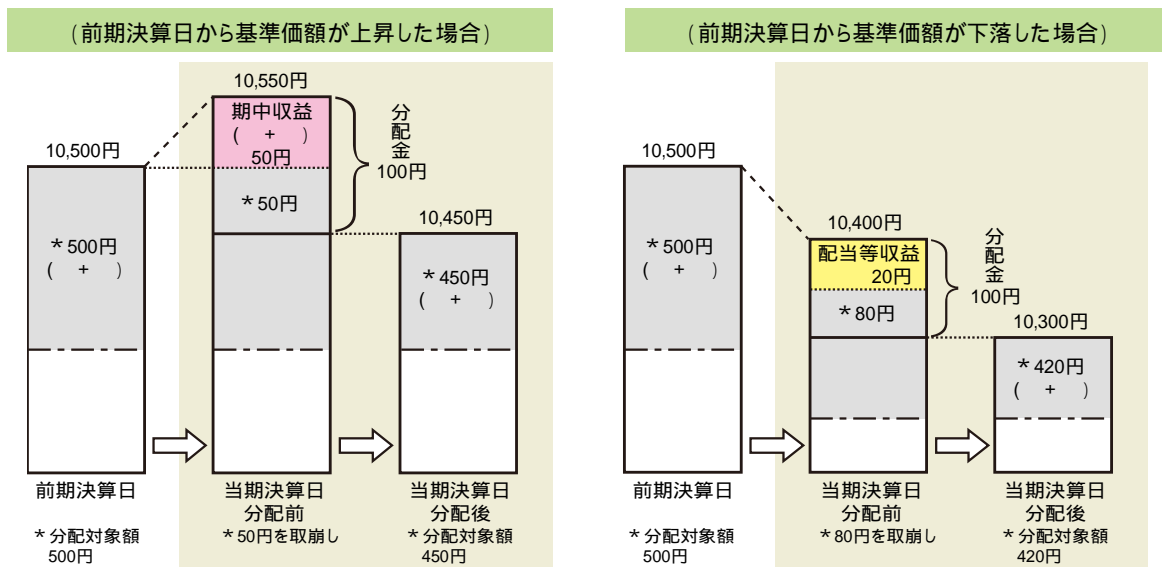 (前期決算日から基準価額が上昇した場合)
10,550円
期中収益
( + )
50円
分配金
100円
10,500円
*50円
10,450円
*500円
( + )
*450円
( + )
前期決算日
当期決算日
分配前
当期決算日
分配後
*分配対象額
500円
*50円を取崩し
*分配対象額
450円
(前期決算日から基準価額が下落した場合)
10,500円
10,400円
*500円
( + )
配当等収益
20円
分配金
100円
*80円
10,300円
*420円
( + )
前期決算日
当期決算日
分配前
当期決算日
分配後
*分配対象額
500円
*80円を取崩し
*分配対象額
420円